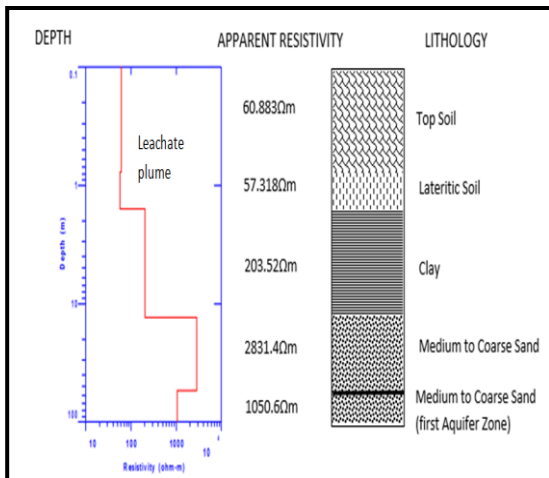 DEPTH
APPARENT RESISTIVITY
LITHOLOGY
0.1
1
10
100
Depth (m)
Leachate
plume
10
100
1000
10
4
Resistivity (ohm-m)
60.883Ωm
57.318Ωm
203.52Ωm
2831.4Ωm
1050.6Ωm
Top Soil
Lateritic Soil
Clay
Medium to Coarse Sand
Medium to Coarse Sand
(first Aquifer Zone)